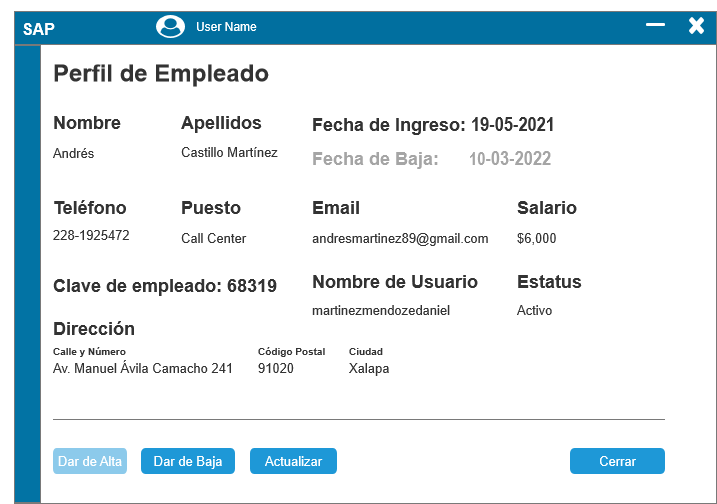 SAP User Name
Perfil de Empleado
Nombre Apellidos Fecha de Ingreso: 19-05-2021
Andrés Castillo Martínez Fecha de Baja: 10-03-2022
Teléfono Puesto Email Salario
228-1925472 Call Center andresmartinez89@gmail.com $6,000
Clave de empleado: 68319 Nombre de Usuario Estatus
martinezmendozedaniel Activo
Dirección
Calle y Número Código Postal Ciudad
Av. Manuel Ávila Camacho 241 91020 Xalapa
Dar de Alta Dar de Baja Actualizar Cerrar